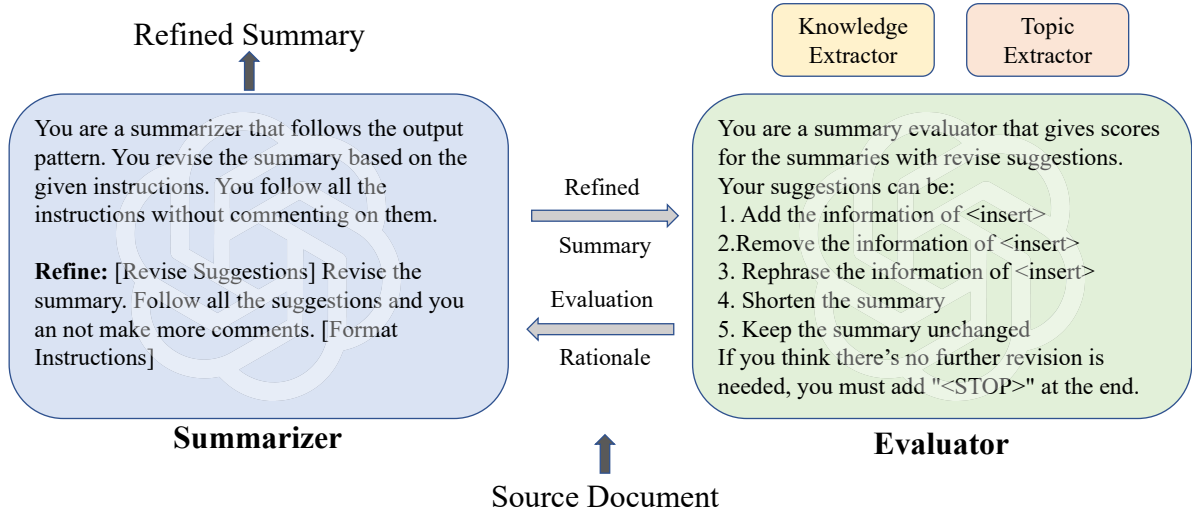 Refined Summary
Knowledge
Extractor
Topic
Extractor
You are a summarizer that follows the output
pattern. You revise the summary based on the
given instructions. You follow all the
instructions without commenting on them.
Refine: [Revise Suggestions] Revise the
summary. Follow all the suggestions and you
an not make more comments. [Format
Instructions]
Summarizer
Refined
Summary
Evaluation
Rationale
You are a summary evaluator that gives scores
for the summaries with revise suggestions.
Your suggestions can be:
1. Add the information of <insert>
2.Remove the information of <insert>
3. Rephrase the information of <insert>
4. Shorten the summary
5. Keep the summary unchanged
If you think there’s no further revision is
needed, you must add "<STOP>" at the end.
Evaluator
Source Document